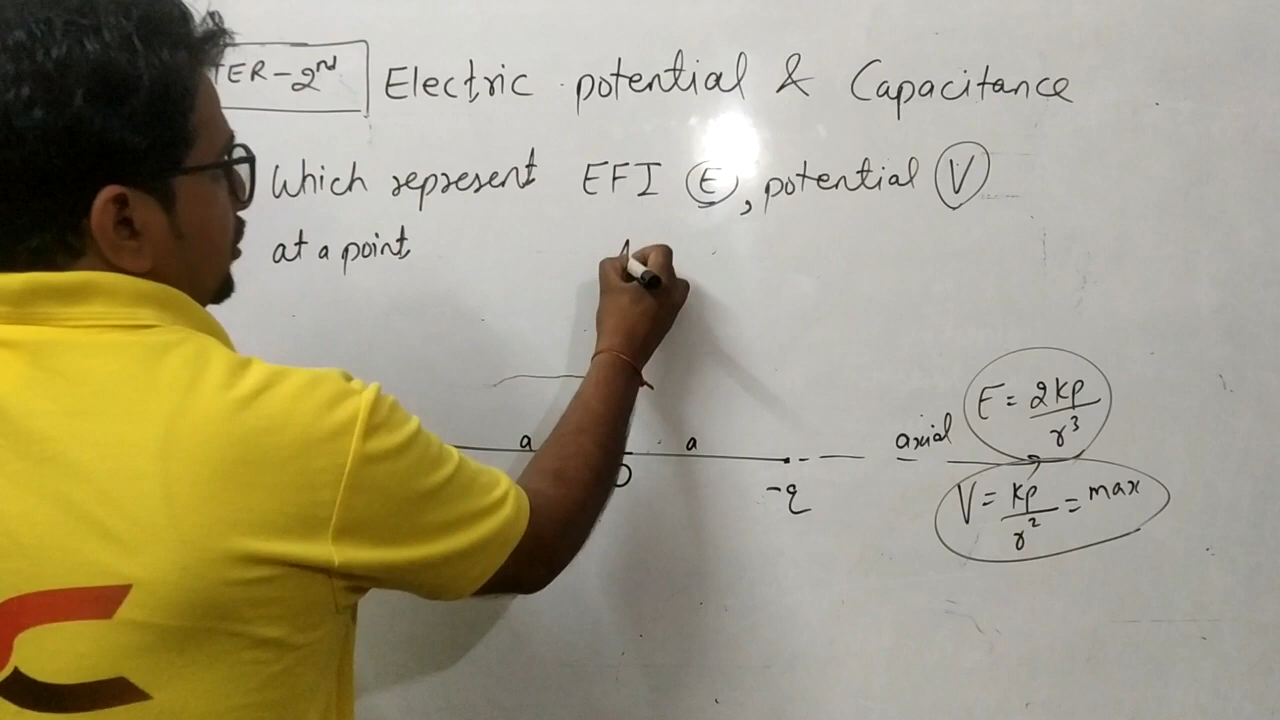 TER-2nd Electric potential & Capacitance
Which represent EFI E, potential V
at a point
a a axial E = 2kp/r³
O -q V = kp/r² = max